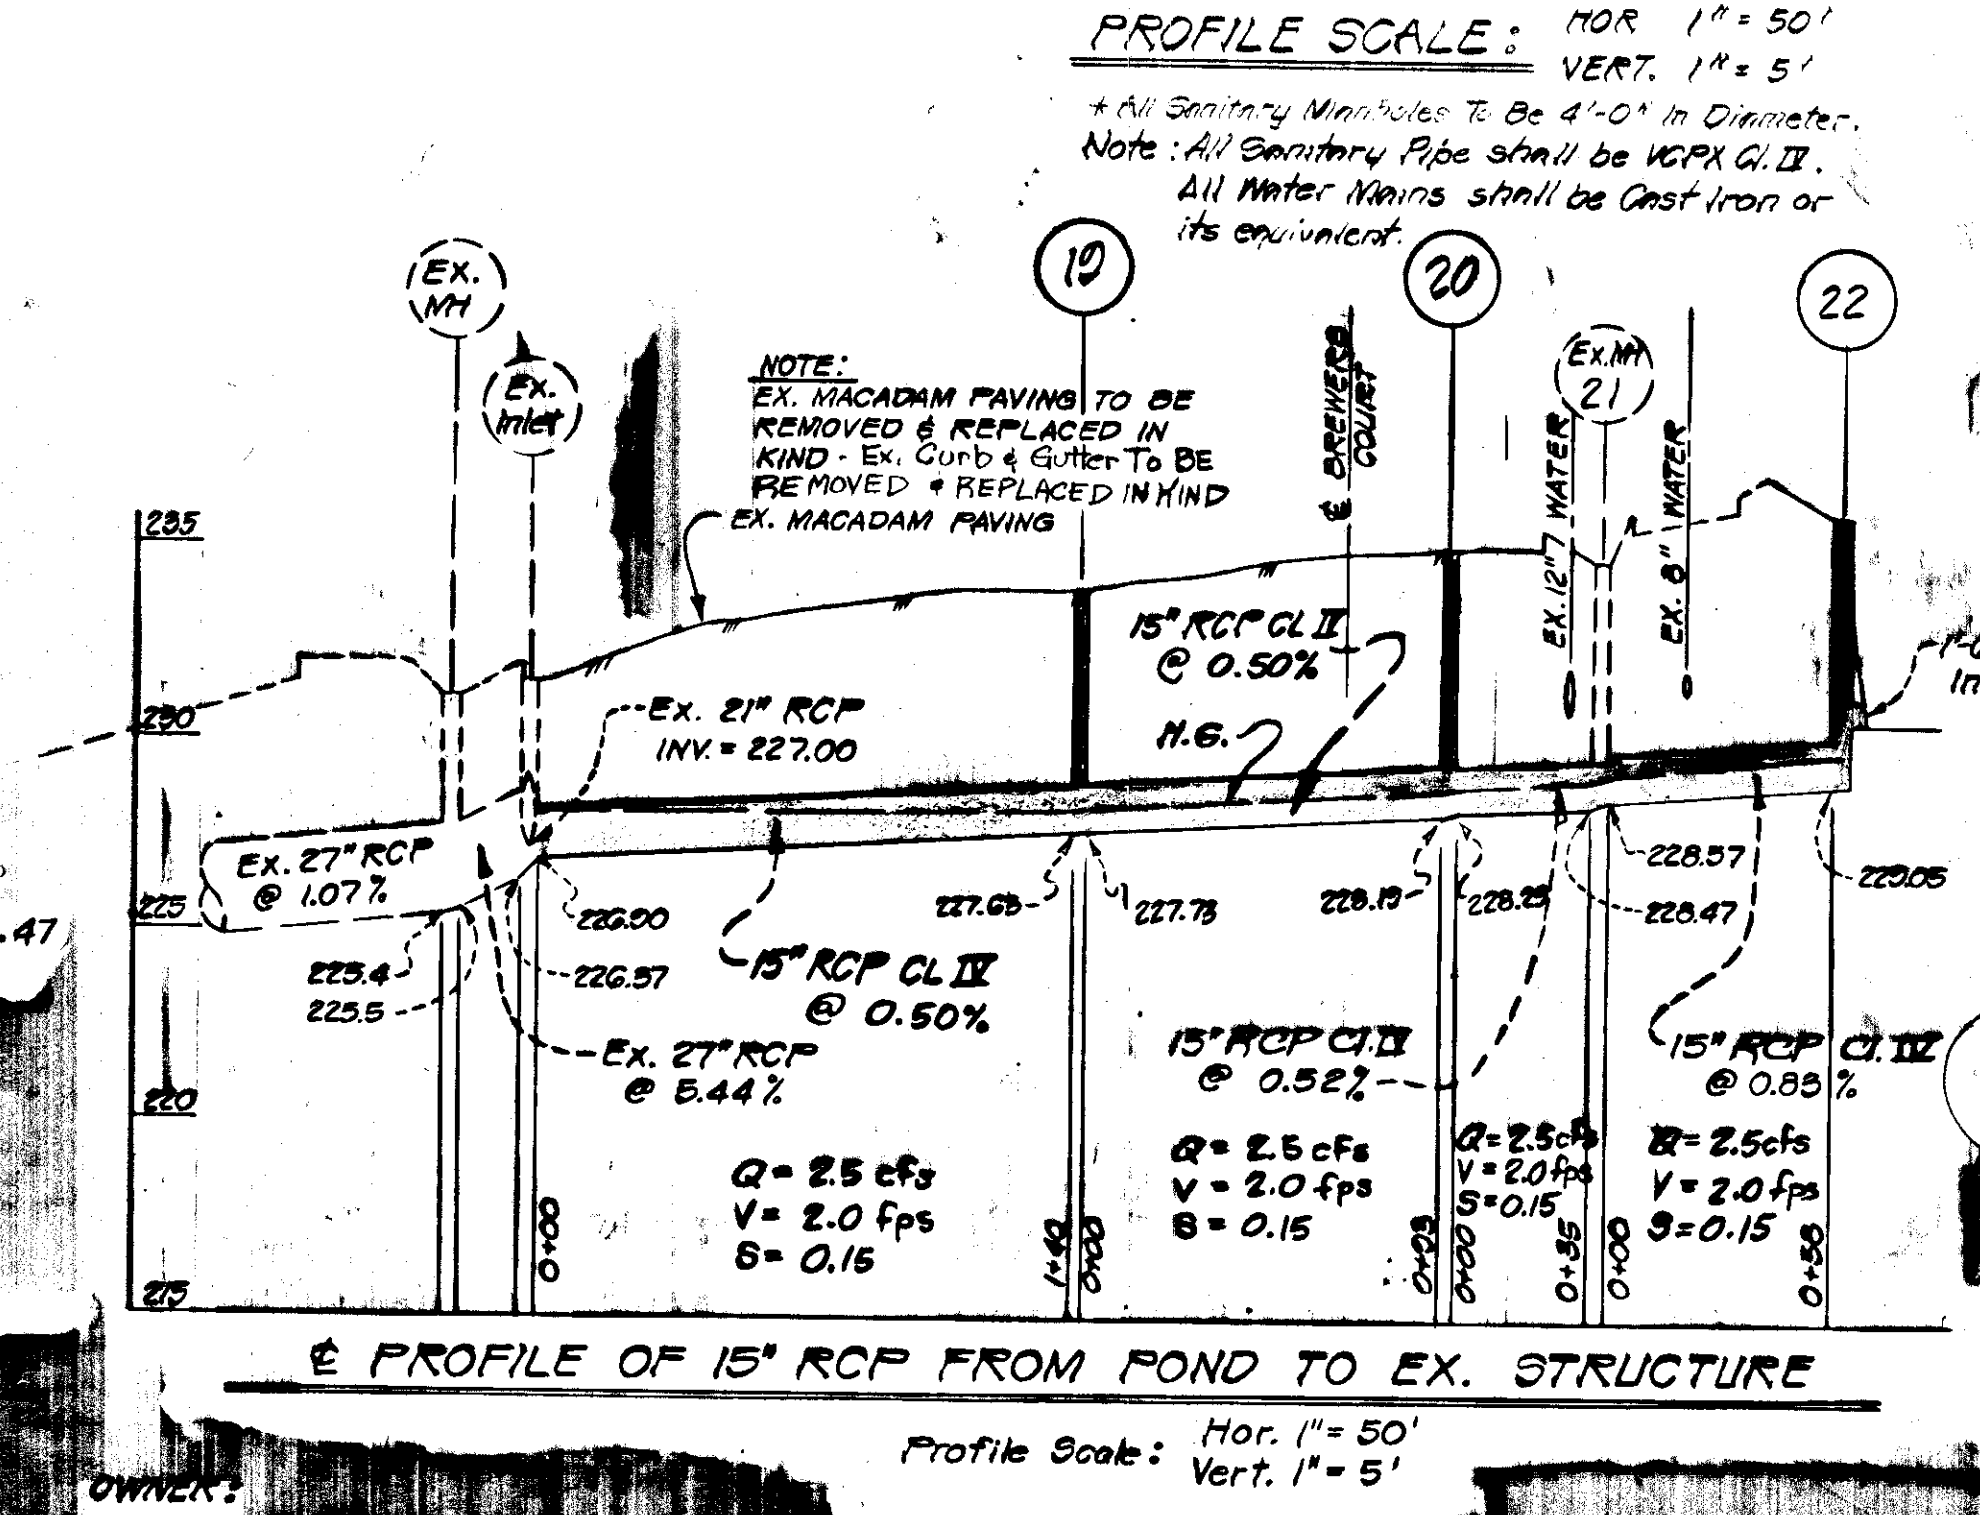 PROFILE SCALE: HOR 1" = 50'
VERT. 1" = 5'
* All Sanitary Manholes To Be 4'-0" In Diameter.
Note: All Sanitary Pipe shall be VCPX Cl. IV.
All Water Mains shall be Cast Iron or
its equivalent.
EX.
MH
Ex.
Inlet
19
20
Ex. MH
21
22
NOTE:
EX. MACADAM PAVING TO BE
REMOVED & REPLACED IN
KIND - Ex. Curb & Gutter To BE
REMOVED & REPLACED IN KIND
EX. MACADAM PAVING
℄ BREWERS
COURT
EX. 12" WATER
EX. 8" WATER
235
230
225
220
215
15" RCP CL IV
@ 0.50%
H.G.
Ex. 21" RCP
INV. = 227.00
Ex. 27" RCP
@ 1.07%
.47
225.4
225.5
226.90
226.37
227.63
227.73
228.19
228.29
228.57
228.47
229.05
15" RCP CL IV
@ 0.50%
Ex. 27" RCP
@ 5.44%
15" RCP Cl. IV
@ 0.52%
15" RCP Cl. IV
@ 0.83%
Q = 2.5 cfs
V = 2.0 fps
S = 0.15
Q = 2.5 cfs
V = 2.0 fps
S = 0.15
Q = 2.5 cfs
V = 2.0 fps
S = 0.15
Q = 2.5 cfs
V = 2.0 fps
S = 0.15
0+00
1+40
0+00
0+93
0+00
0+35
0+00
0+58
℄ PROFILE OF 15" RCP FROM POND TO EX. STRUCTURE
Profile Scale: Hor. 1" = 50'
Vert. 1" = 5'
OWNER: